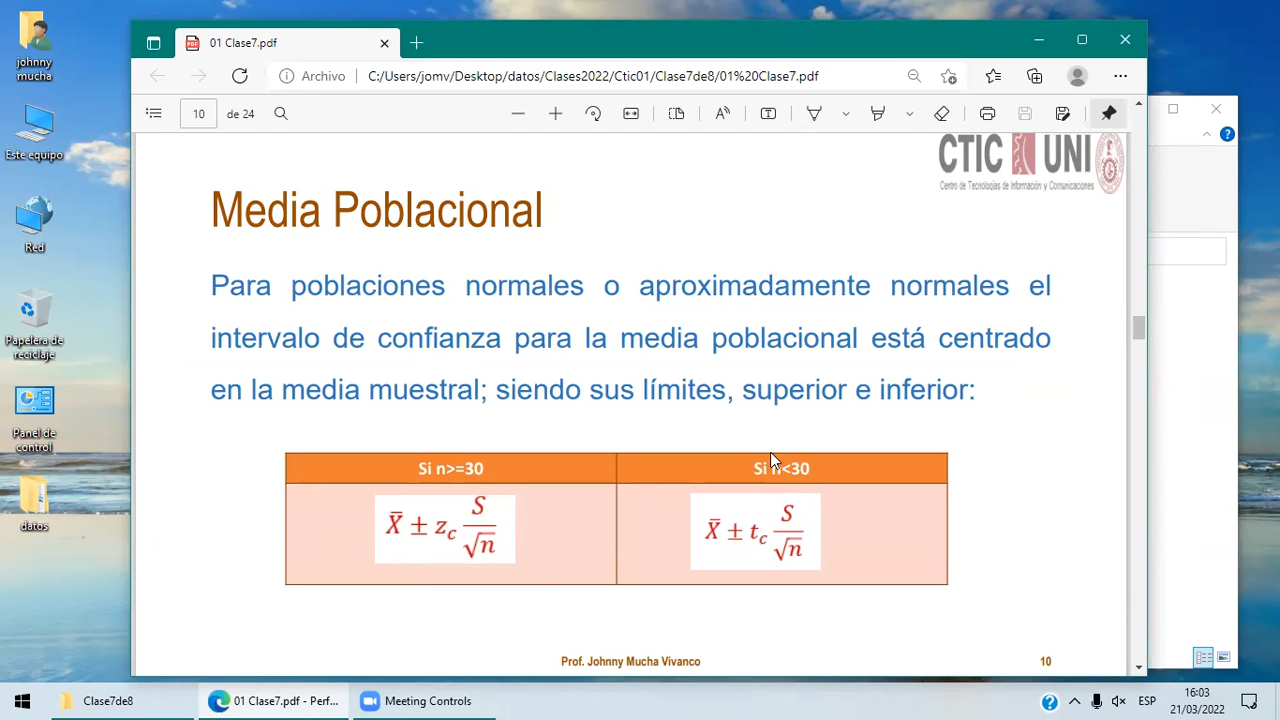 johnny
mucha
Este equipo
Red
Papelera de
reciclaje
Panel de
control
datos
01 Clase7.pdf
Archivo
C:/Users/jomv/Desktop/datos/Clases2022/Ctic01/Clase7de8/01%20Clase7.pdf
10 de 24
CTIC UNI
Centro de Tecnologías de Información y Comunicaciones
Media Poblacional
Para poblaciones normales o aproximadamente normales el
intervalo de confianza para la media poblacional está centrado
en la media muestral; siendo sus límites, superior e inferior:
Si n>=30
Si n<30
X̄ ± z_c S/√n
X̄ ± t_c S/√n
Prof. Johnny Mucha Vivanco
10
Clase7de8
01 Clase7.pdf - Perf...
Meeting Controls
ESP
16:03
21/03/2022